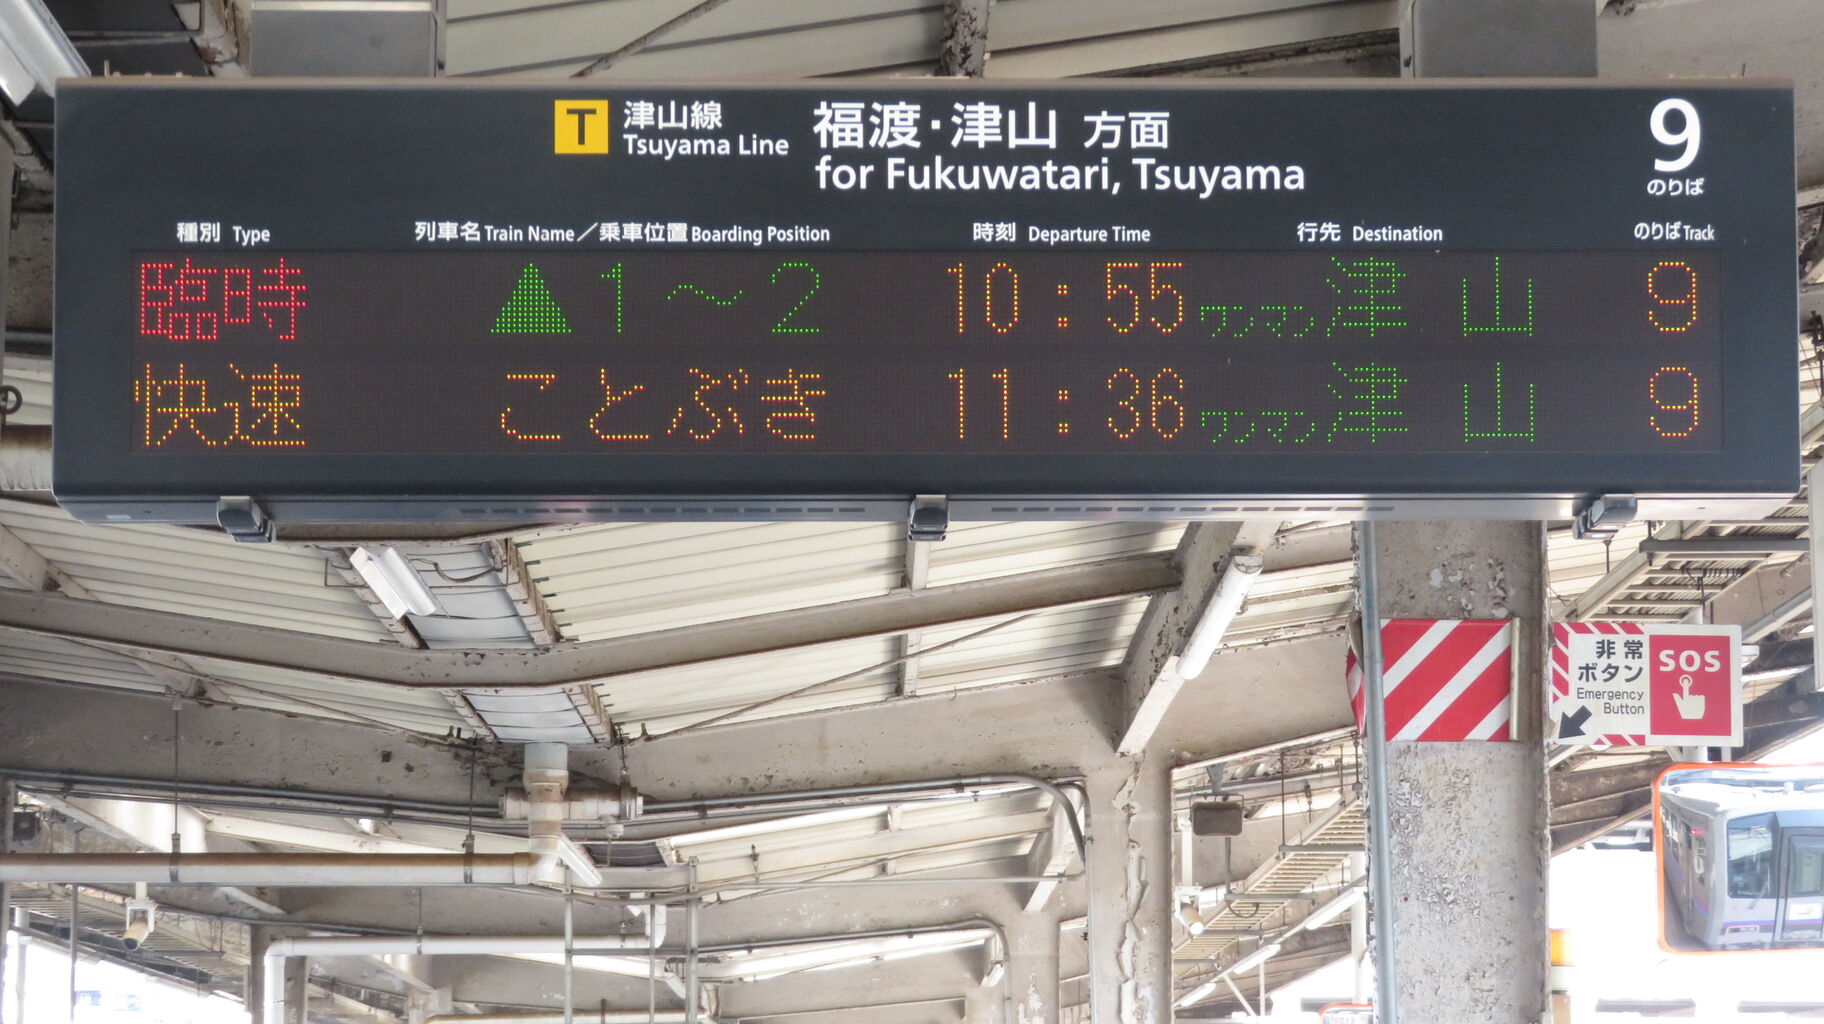 T 津山線 福渡・津山 方面 9
Tsuyama Line for Fukuwatari, Tsuyama のりば
種別 Type 列車名 Train Name／乗車位置 Boarding Position 時刻 Departure Time 行先 Destination のりば Track
臨時 ▲1～2 10:55 ワンマン 津山 9
快速 ことぶき 11:36 ワンマン 津山 9
非常
ボタン
Emergency
Button
SOS